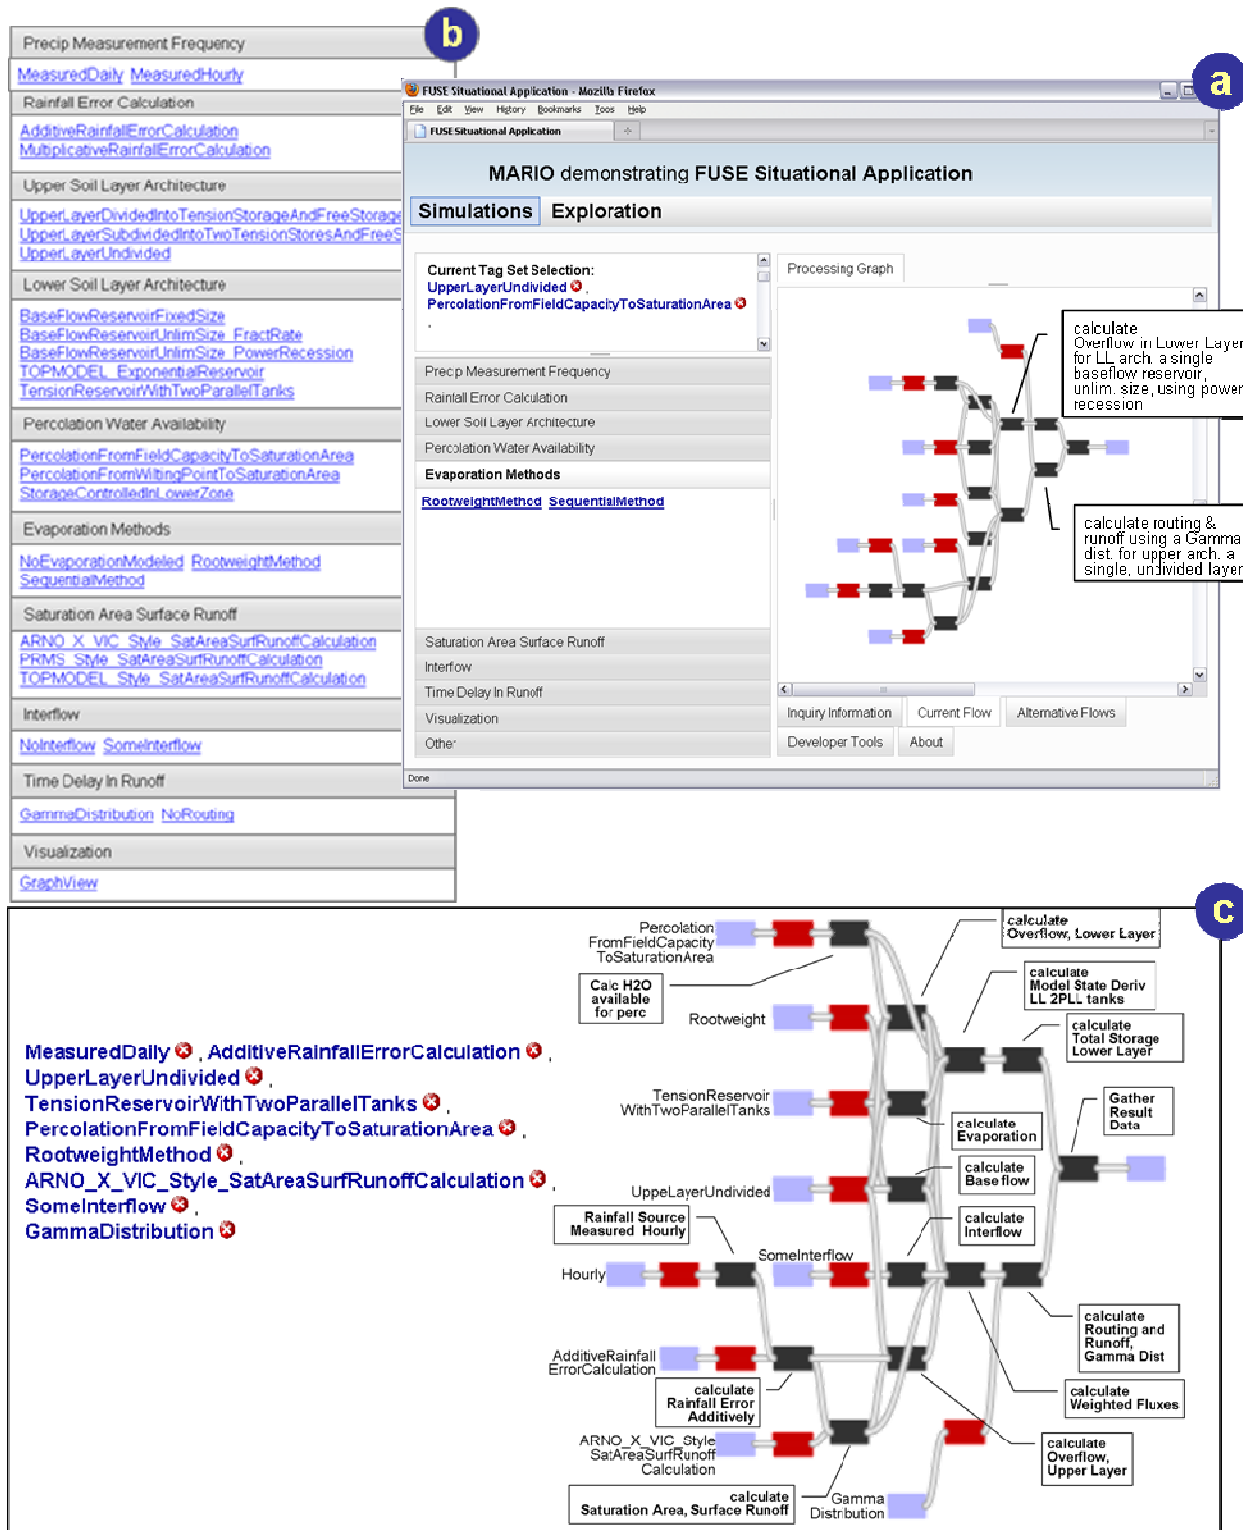 b
Precip Measurement Frequency
MeasuredDaily MeasuredHourly
Rainfall Error Calculation
AdditiveRainfallErrorCalculation
MultiplicativeRainfallErrorCalculation
Upper Soil Layer Architecture
UpperLayerDividedIntoTensionStorageAndFreeStorage
UpperLayerSubdividedIntoTwoTensionStoresAndFreeS
UpperLayerUndivided
Lower Soil Layer Architecture
BaseFlowReservoirFixedSize
BaseFlowReservoirUnlimSize_FractRate
BaseFlowReservoirUnlimSize_PowerRecession
TOPMODEL_ExponentialReservoir
TensionReservoirWithTwoParallelTanks
Percolation Water Availability
PercolationFromFieldCapacityToSaturationArea
PercolationFromWiltingPointToSaturationArea
StorageControlledInLowerZone
Evaporation Methods
NoEvaporationModeled RootweightMethod
SequentialMethod
Saturation Area Surface Runoff
ARNO_X_VIC_Style_SatAreaSurfRunoffCalculation
PRMS_Style_SatAreaSurfRunoffCalculation
TOPMODEL_Style_SatAreaSurfRunoffCalculation
Interflow
NoInterflow SomeInterflow
Time Delay In Runoff
GammaDistribution NoRouting
Visualization
GraphView
a
FUSE Situational Application - Mozilla Firefox
File Edit View History Bookmarks Toos Help
FUSE Situational Application
MARIO demonstrating FUSE Situational Application
Simulations Exploration
Current Tag Set Selection:
UpperLayerUndivided ,
PercolationFromFieldCapacityToSaturationArea
,
Precip Measurement Frequency
Rainfall Error Calculation
Lower Soil Layer Architecture
Percolation Water Availability
Evaporation Methods
RootweightMethod SequentialMethod
Saturation Area Surface Runoff
Interflow
Time Delay In Runoff
Visualization
Other
Processing Graph
calculate
Overflow in Lower Layer
for LL arch. a single
baseflow reservoir,
unlim. size, using power
recession
calculate routing &
runoff using a Gamma
dist. for upper arch. a
single, undivided layer
Inquiry Information Current Flow Alternative Flows
Developer Tools About
Done
c
MeasuredDaily , AdditiveRainfallErrorCalculation ,
UpperLayerUndivided ,
TensionReservoirWithTwoParallelTanks ,
PercolationFromFieldCapacityToSaturationArea ,
RootweightMethod ,
ARNO_X_VIC_Style_SatAreaSurfRunoffCalculation ,
SomeInterflow ,
GammaDistribution
Percolation
FromFieldCapacity
ToSaturationArea
calculate
Overflow, Lower Layer
Calc H2O
available
for perc
calculate
Model State Deriv
LL 2PLL tanks
Rootweight
calculate
Total Storage
Lower Layer
TensionReservoir
WithTwoParallelTanks
Gather
Result
Data
calculate
Evaporation
calculate
Base flow
UppeLayerUndivided
Rainfall Source
Measured Hourly
calculate
Interflow
SomeInterflow
Hourly
calculate
Routing and
Runoff,
Gamma Dist
AdditiveRainfall
ErrorCalculation
calculate
Rainfall Error
Additively
calculate
Weighted Fluxes
ARNO_X_VIC_Style
SatAreaSurfRunoff
Calculation
calculate
Overflow,
Upper Layer
calculate
Saturation Area, Surface Runoff
Gamma
Distribution